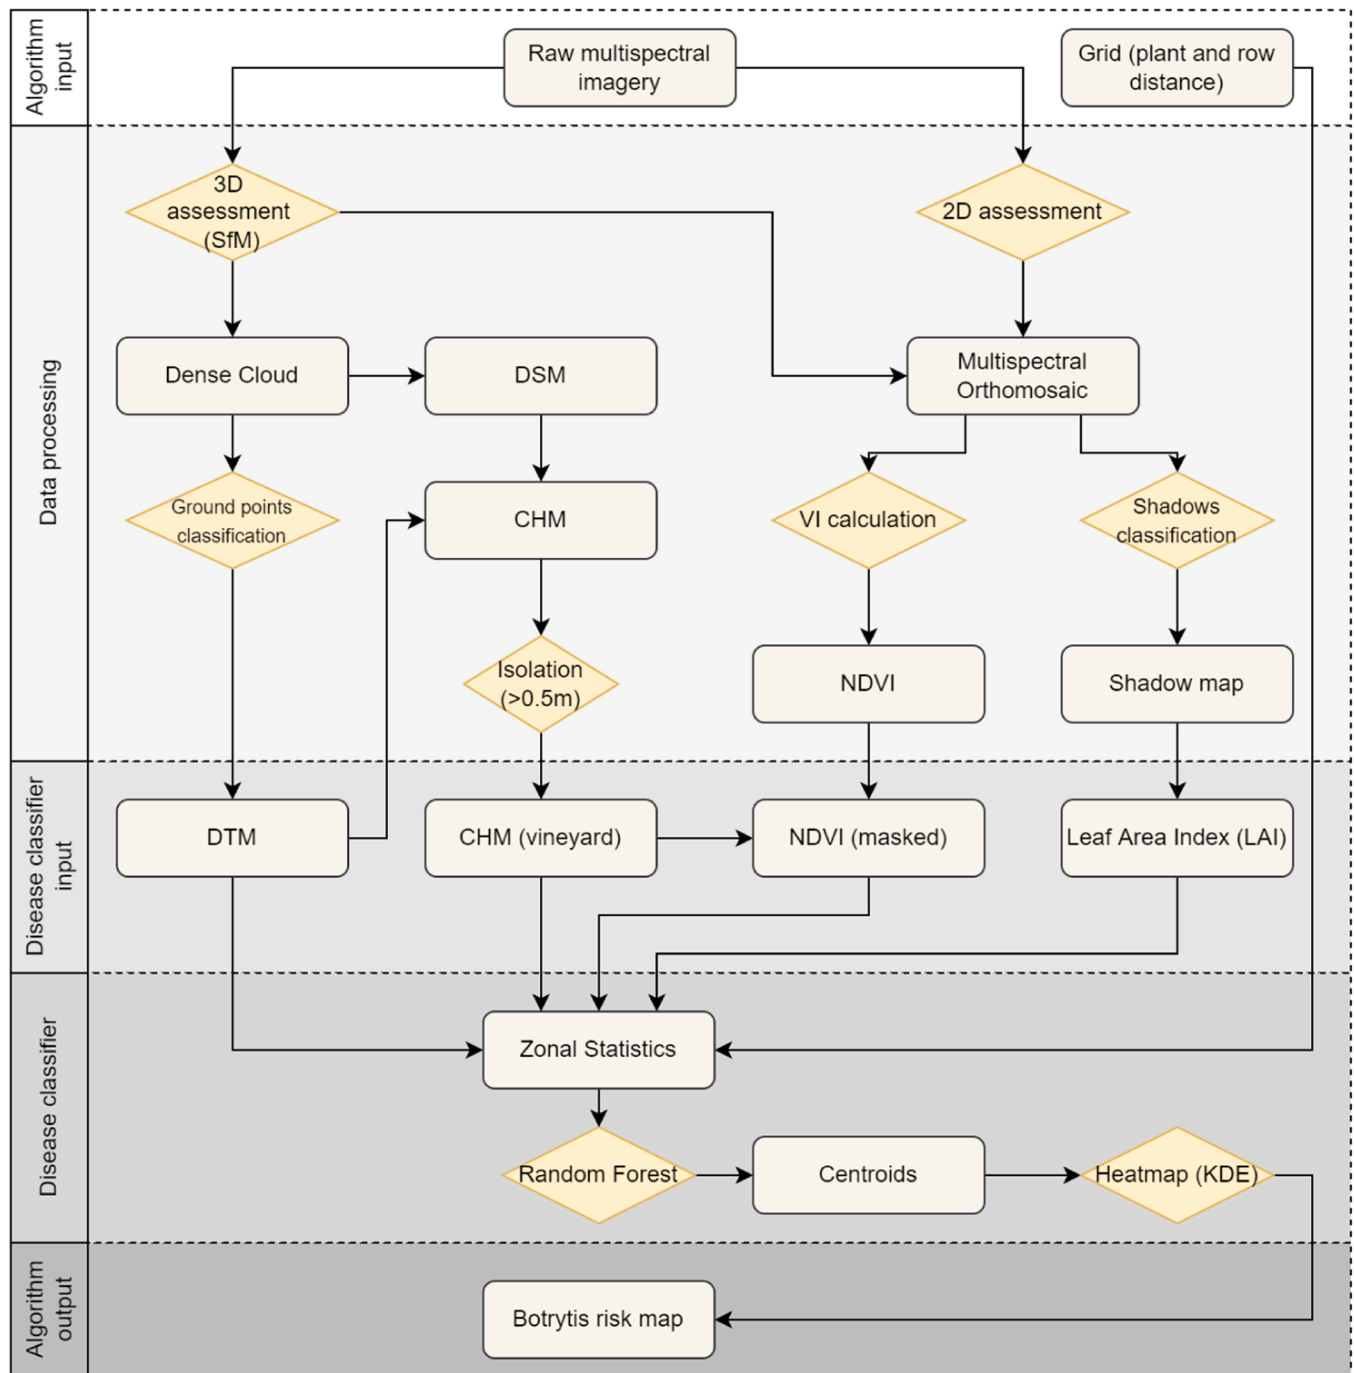 Algorithm
input
Raw multispectral
imagery
Grid (plant and row
distance)
Data processing
3D
assessment
(SfM)
2D assessment
Dense Cloud
DSM
Multispectral
Orthomosaic
Ground points
classification
CHM
VI calculation
Shadows
classification
Isolation
(>0.5m)
NDVI
Shadow map
Disease classifier
input
DTM
CHM (vineyard)
NDVI (masked)
Leaf Area Index (LAI)
Disease classifier
Zonal Statistics
Random Forest
Centroids
Heatmap (KDE)
Algorithm
output
Botrytis risk map